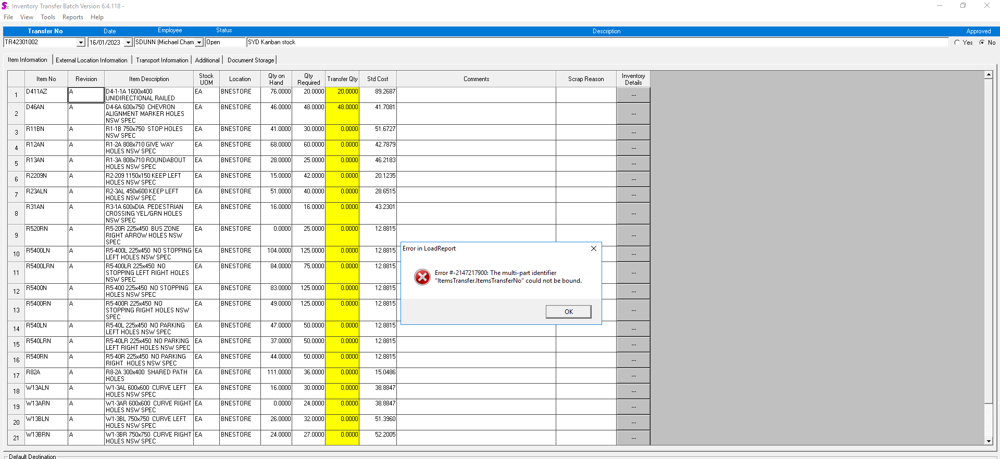 Inventory Transfer Batch Version 6.4.118 -
File View Tools Reports Help
Transfer No Date Employee Status Description Approved
TR42301002 16/01/2023 SDUNN (Michael Cham Open SYD Kanban stock Yes No
Item Information External Location Information Transport Information Additional Document Storage
Item No Revision Item Description Stock UOM Location Qty on Hand Qty Required Transfer Qty Std Cost Comments Scrap Reason Inventory Details
1 D411AZ A D4-1-1A 1600x400 EA BNESTORE 76.0000 20.0000 20.0000 89.2687 ...
UNIDIRECTIONAL RAILED
2 D46AN A D4-6A 600x750 CHEVRON EA BNESTORE 46.0000 48.0000 48.0000 41.7081 ...
ALIGNMENT MARKER HOLES
NSW SPEC
3 R11BN A R1-1B 750x750 STOP HOLES EA BNESTORE 41.0000 30.0000 0.0000 51.6727 ...
NSW SPEC
4 R12AN A R1-2A 808x710 GIVE WAY EA BNESTORE 68.0000 60.0000 0.0000 42.7879 ...
HOLES NSW SPEC
5 R13AN A R1-3A 808x710 ROUNDABOUT EA BNESTORE 28.0000 25.0000 0.0000 46.2183 ...
HOLES NSW SPEC
6 R2209N A R2-209 1150x150 KEEP LEFT EA BNESTORE 15.0000 42.0000 0.0000 20.1235 ...
HOLES NSW SPEC
7 R23ALN A R2-3AL 450x600 KEEP LEFT EA BNESTORE 51.0000 40.0000 0.0000 28.6515 ...
HOLES NSW SPEC
8 R31AN A R3-1A 600xDIA PEDESTRIAN EA BNESTORE 16.0000 16.0000 0.0000 43.2301 ...
CROSSING YEL/GRN HOLES
NSW SPEC
9 R520RN A R5-20R 225x450 BUS ZONE EA BNESTORE 0.0000 25.0000 0.0000 12.8815 ...
RIGHT ARROW HOLES NSW
SPEC
10 R5400LN A R5-400L 225x450 NO STOPPING EA BNESTORE 104.0000 125.0000 0.0000 12.8815 ...
LEFT HOLES NSW SPEC
11 R5400LRN A R5-400LR 225x450 NO EA BNESTORE 84.0000 75.0000 0.0000 12.8815 ...
STOPPING LEFT RIGHT HOLES
NSW SPEC
12 R5400N A R5-400 225x450 NO STOPPING EA BNESTORE 83.0000 125.0000 0.0000 12.8815 ...
HOLES NSW SPEC
13 R5400RN A R5-400R 225x450 NO EA BNESTORE 49.0000 125.0000 0.0000 12.8815 ...
STOPPING RIGHT HOLES NSW
SPEC
14 R540LN A R5-40L 225x450 NO PARKING EA BNESTORE 47.0000 50.0000 0.0000 12.8815 ...
LEFT HOLES NSW SPEC
15 R540LRN A R5-40LR 225x450 NO PARKING EA BNESTORE 37.0000 50.0000 0.0000 12.8815 ...
LEFT RIGHT HOLES NSW SPEC
16 R540RN A R5-40R 225x450 NO PARKING EA BNESTORE 44.0000 50.0000 0.0000 12.8815 ...
RIGHT HOLES NSW SPEC
17 R82A A R8-2A 300x400 SHARED PATH EA BNESTORE 111.0000 36.0000 0.0000 15.0486 ...
HOLES
18 W13ALN A W1-3AL 600x600 CURVE LEFT EA BNESTORE 16.0000 30.0000 0.0000 38.8847 ...
HOLES NSW SPEC
19 W13ARN A W1-3AR 600x600 CURVE RIGHT EA BNESTORE 0.0000 24.0000 0.0000 38.8847 ...
HOLES NSW SPEC
20 W13BLN A W1-3BL 750x750 CURVE LEFT EA BNESTORE 26.0000 32.0000 0.0000 51.3960 ...
HOLES NSW SPEC
21 W13BRN A W1-3BR 750x750 CURVE RIGHT EA BNESTORE 24.0000 27.0000 0.0000 52.2005 ...
HOLES NSW SPEC
Error in LoadReport
Error #-2147217900: The multi-part identifier
"ItemsTransfer.ItemsTransferNo" could not be bound.
OK
Default Destination